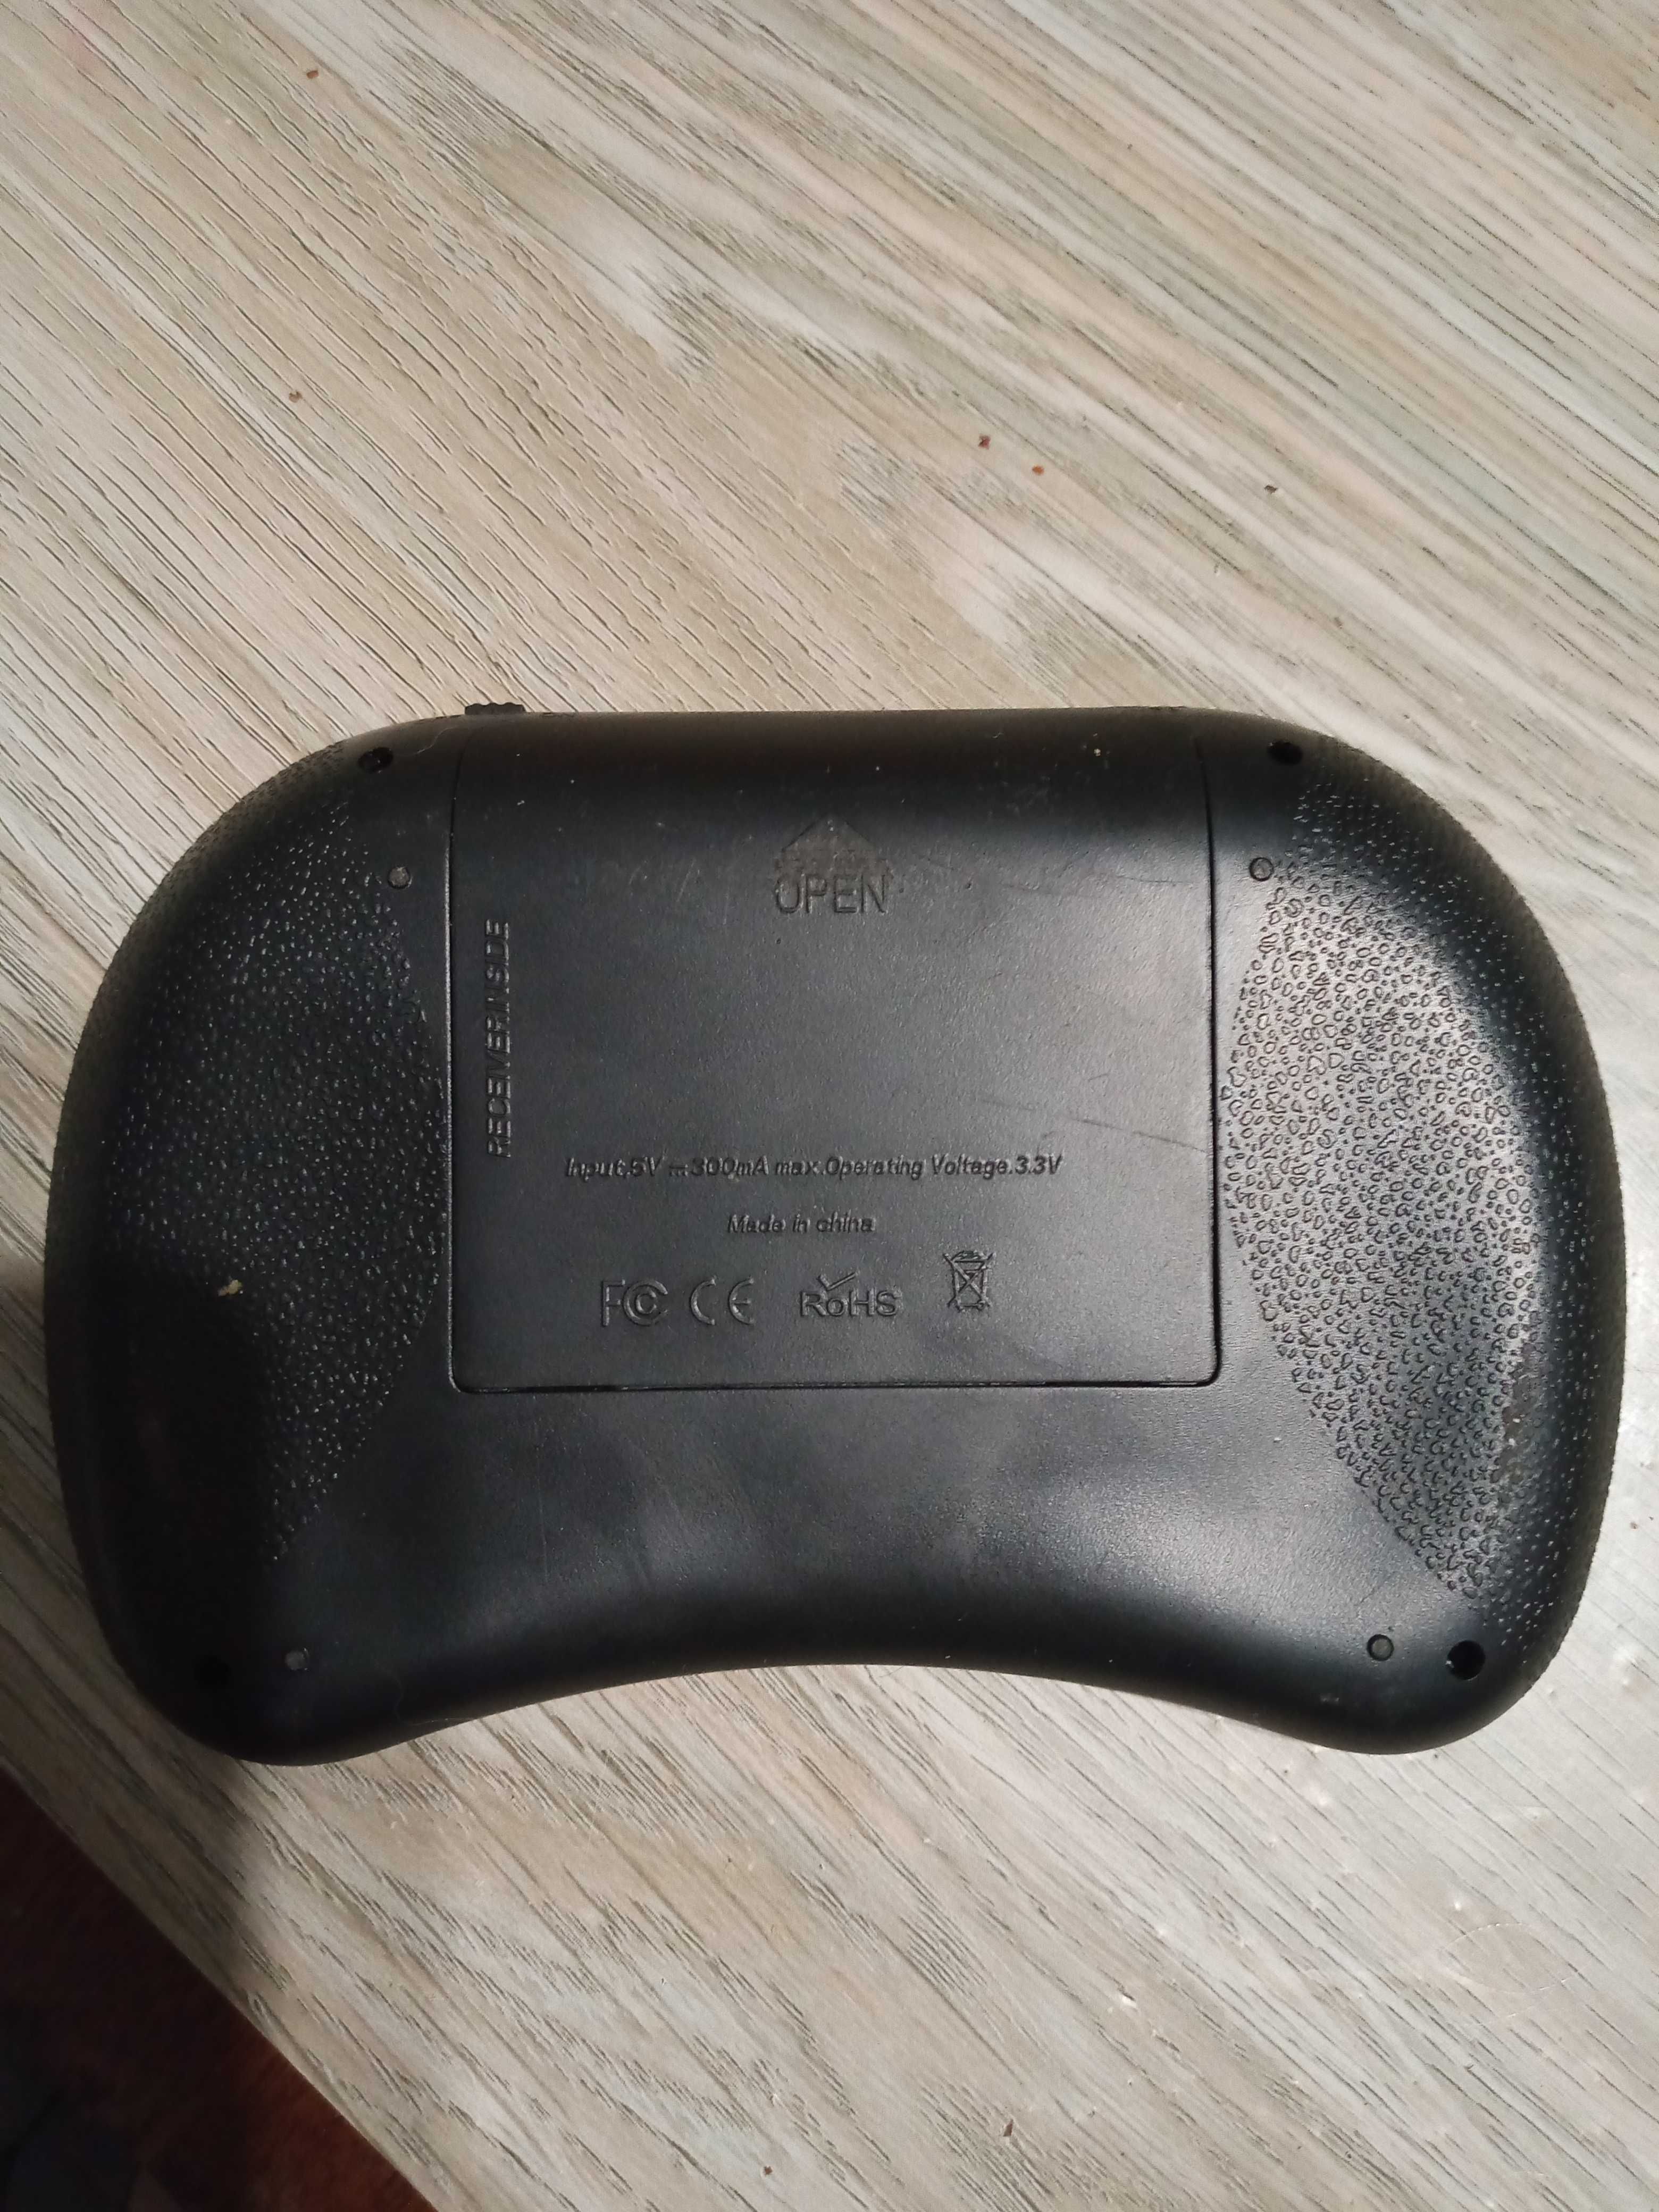 OPEN
RECEIVER INSIDE
Input:5V ⎓ 300mA max.Operating Voltage:3.3V
Made in china
FC CE RoHS